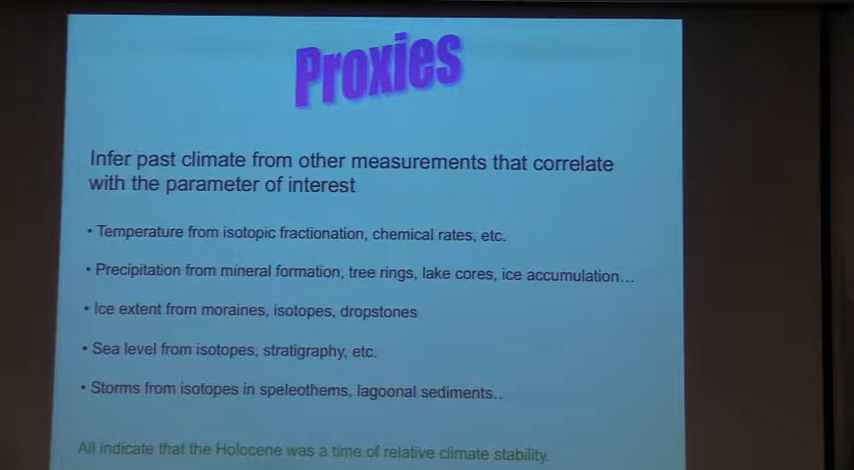 Proxies
Infer past climate from other measurements that correlate
with the parameter of interest
• Temperature from isotopic fractionation, chemical rates, etc.
• Precipitation from mineral formation, tree rings, lake cores, ice accumulation...
• Ice extent from moraines, isotopes, dropstones
• Sea level from isotopes, stratigraphy, etc.
• Storms from isotopes in speleothems, lagoonal sediments..
All indicate that the Holocene was a time of relative climate stability.